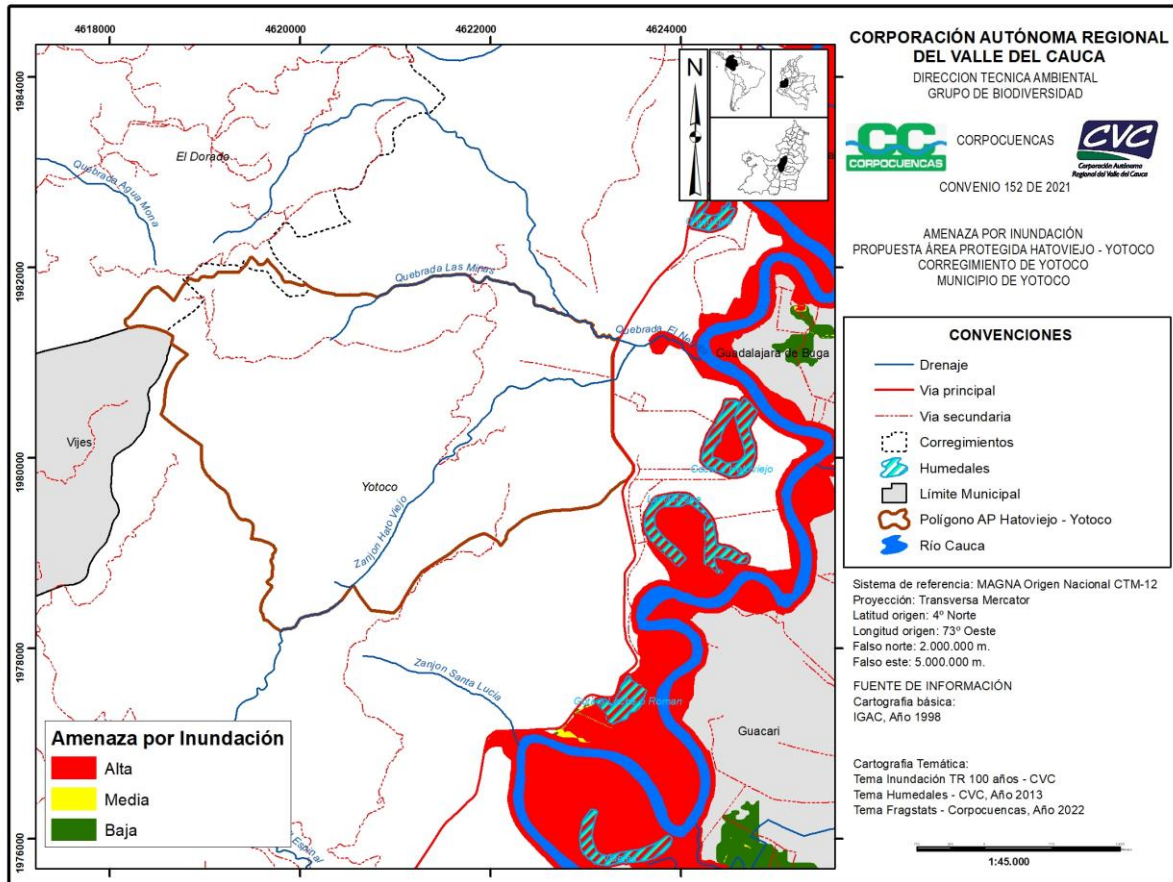 4618000
4620000
4622000
4624000
1984000
1982000
1980000
1978000
1976000
El Dorado
Quebrada Agua Mona
Quebrada Las Minas
Quebrada El
Guadalajara de Buga
Vijes
Yotoco
Zanjon Hato Viejo
Zanjon Santa Lucia
Roman
Guacari
Espinal
N
Amenaza por Inundación
Alta
Media
Baja
CORPORACIÓN AUTÓNOMA REGIONAL
DEL VALLE DEL CAUCA
DIRECCION TECNICA AMBIENTAL
GRUPO DE BIODIVERSIDAD
CC
CORPOCUENCAS
CORPOCUENCAS
CVC
Corporación Autónoma
Regional del Valle del Cauca
CONVENIO 152 DE 2021
AMENAZA POR INUNDACIÓN
PROPUESTA ÁREA PROTEGIDA HATOVIEJO - YOTOCO
CORREGIMIENTO DE YOTOCO
MUNICIPIO DE YOTOCO
CONVENCIONES
Drenaje
Via principal
Via secundaria
Corregimientos
Humedales
Límite Municipal
Polígono AP Hatoviejo - Yotoco
Río Cauca
Sistema de referencia: MAGNA Origen Nacional CTM-12
Proyección: Transversa Mercator
Latitud origen: 4º Norte
Longitud origen: 73º Oeste
Falso norte: 2.000.000 m.
Falso este: 5.000.000 m.
FUENTE DE INFORMACIÓN
Cartografía básica:
IGAC, Año 1998
Cartografía Temática:
Tema Inundación TR 100 años - CVC
Tema Humedales - CVC, Año 2013
Tema Fragstats - Corpocuencas, Año 2022
1:45.000